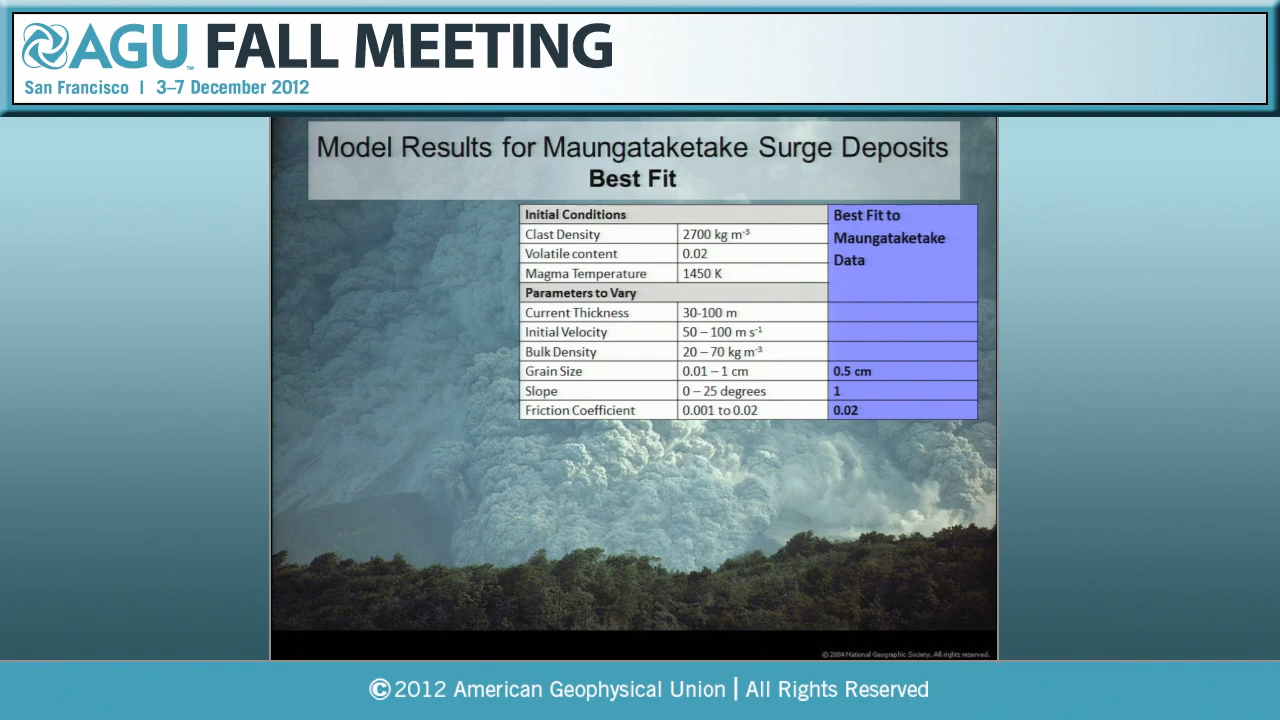 AGU™ FALL MEETING
San Francisco | 3–7 December 2012
Model Results for Maungataketake Surge Deposits
Best Fit
Initial Conditions
Best Fit to
Maungataketake
Data
Clast Density 2700 kg m-3
Volatile content 0.02
Magma Temperature 1450 K
Parameters to Vary
Current Thickness 30-100 m
Initial Velocity 50 – 100 m s-1
Bulk Density 20 – 70 kg m-3
Grain Size 0.01 – 1 cm 0.5 cm
Slope 0 – 25 degrees 1
Friction Coefficient 0.001 to 0.02 0.02
© 2004 National Geographic Society. All rights reserved.
©2012 American Geophysical Union | All Rights Reserved